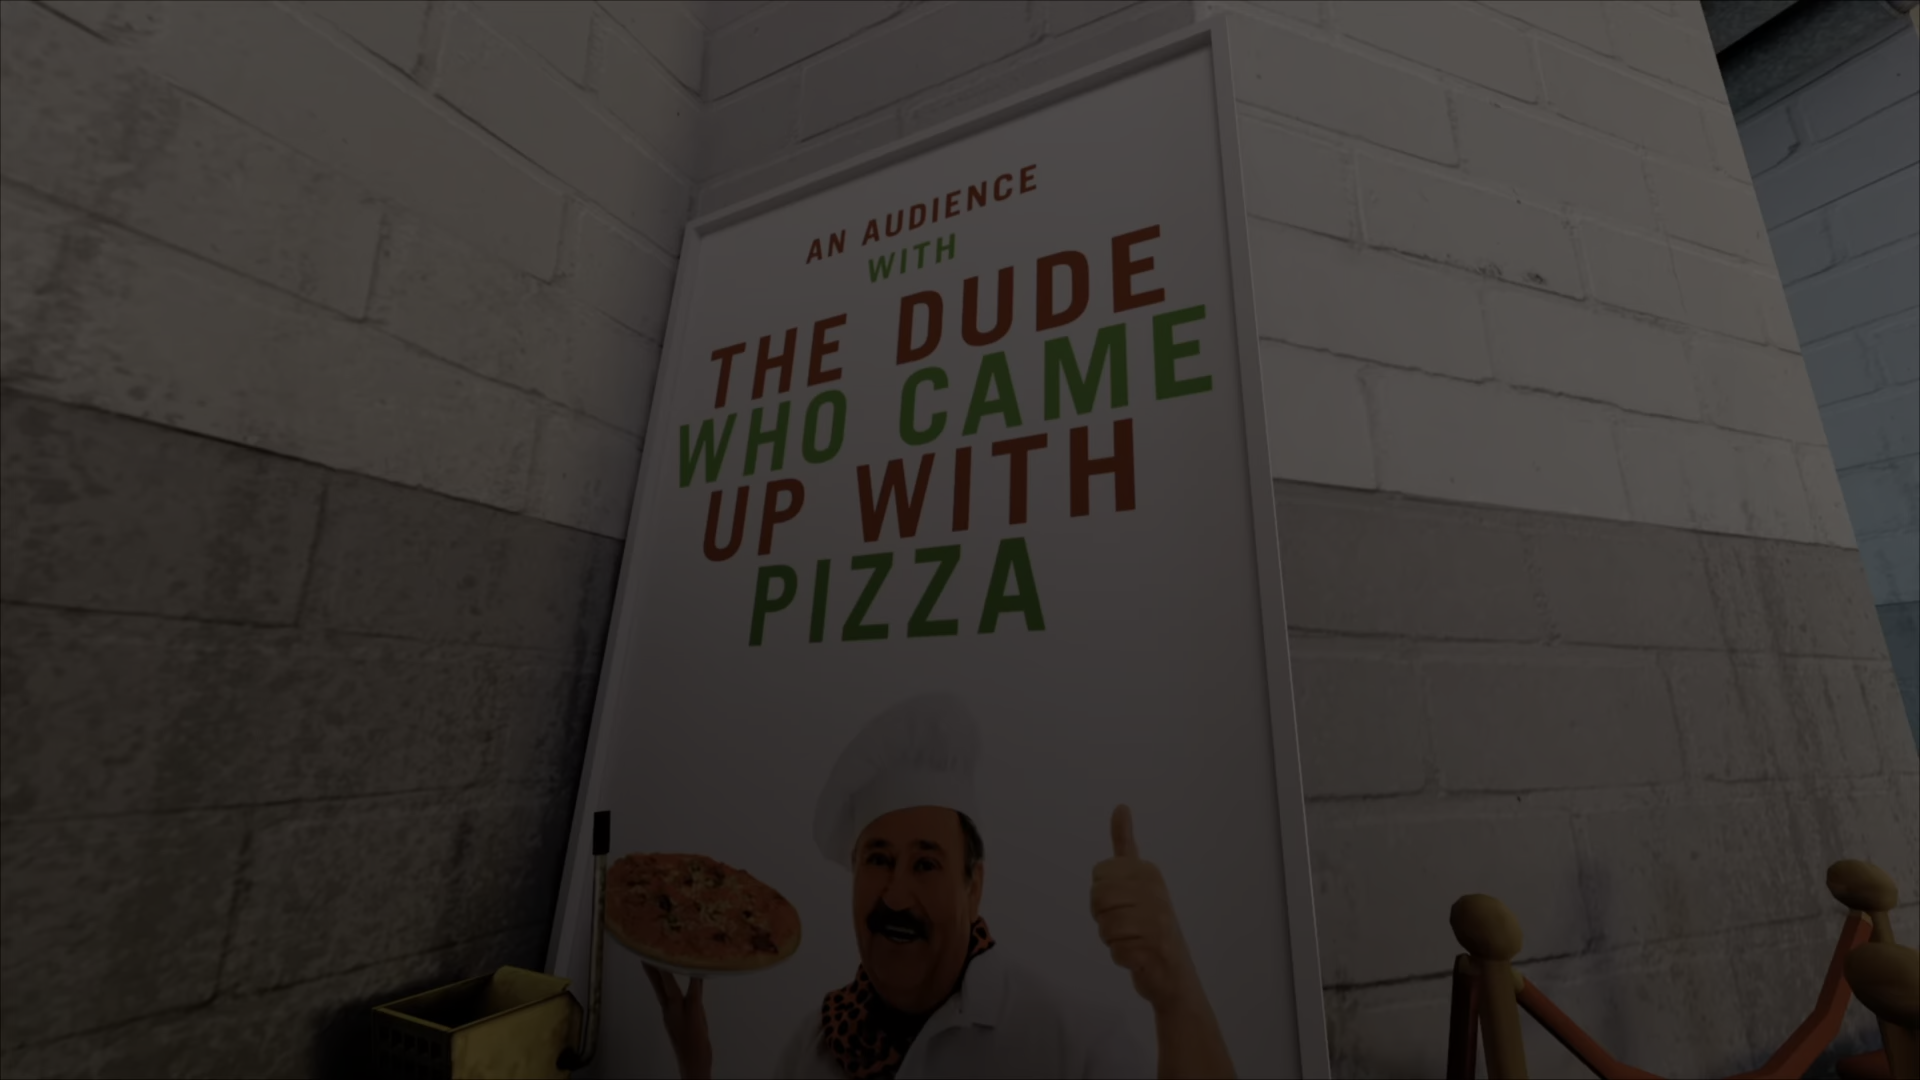 AN AUDIENCE
WITH
THE DUDE
WHO CAME
UP WITH
PIZZA